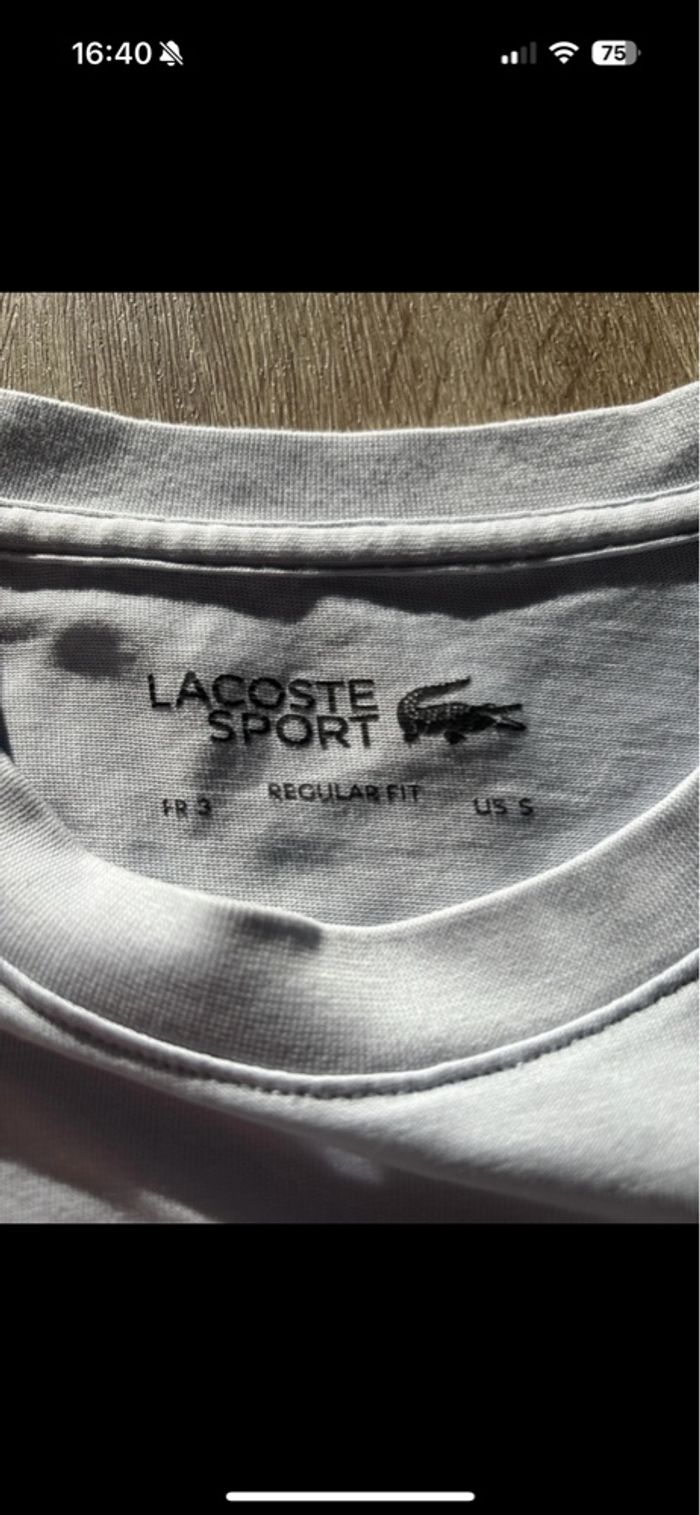 16:40
75
LACOSTE
SPORT
FR 3 REGULAR FIT US S